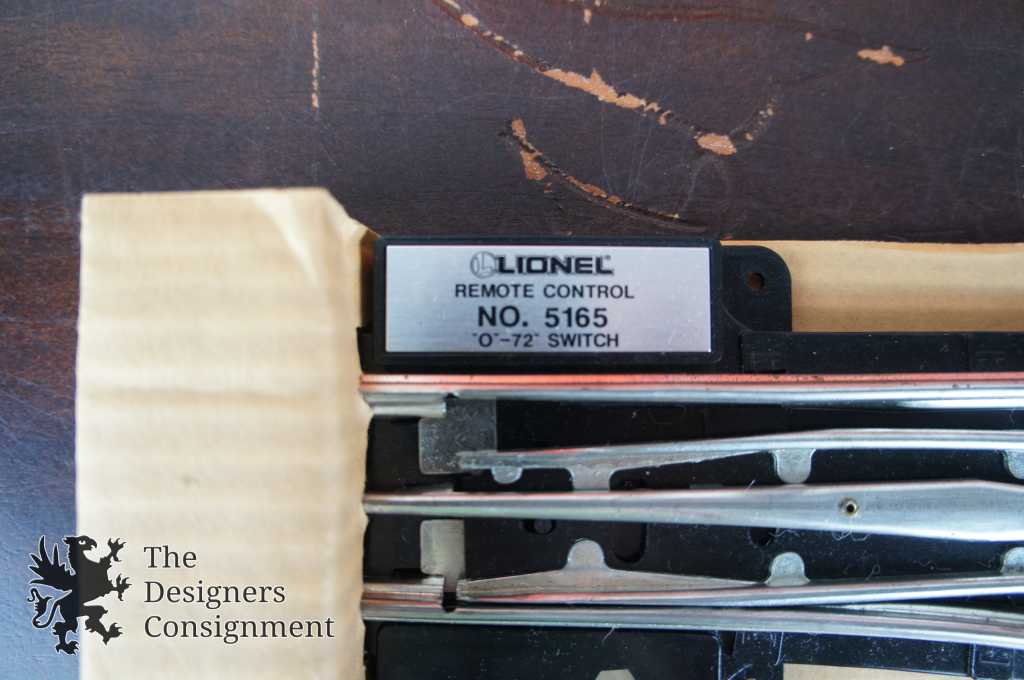 LIONEL®
REMOTE CONTROL
NO. 5165
"O"-72" SWITCH
The
Designers
Consignment